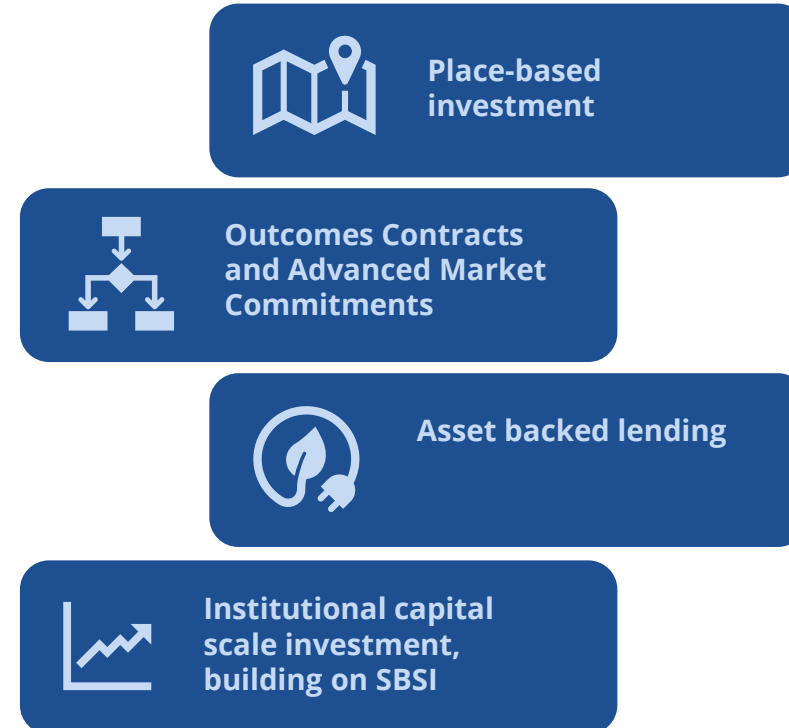 Place-based
investment
Outcomes Contracts
and Advanced Market
Commitments
Asset backed lending
Institutional capital
scale investment,
building on SBSI